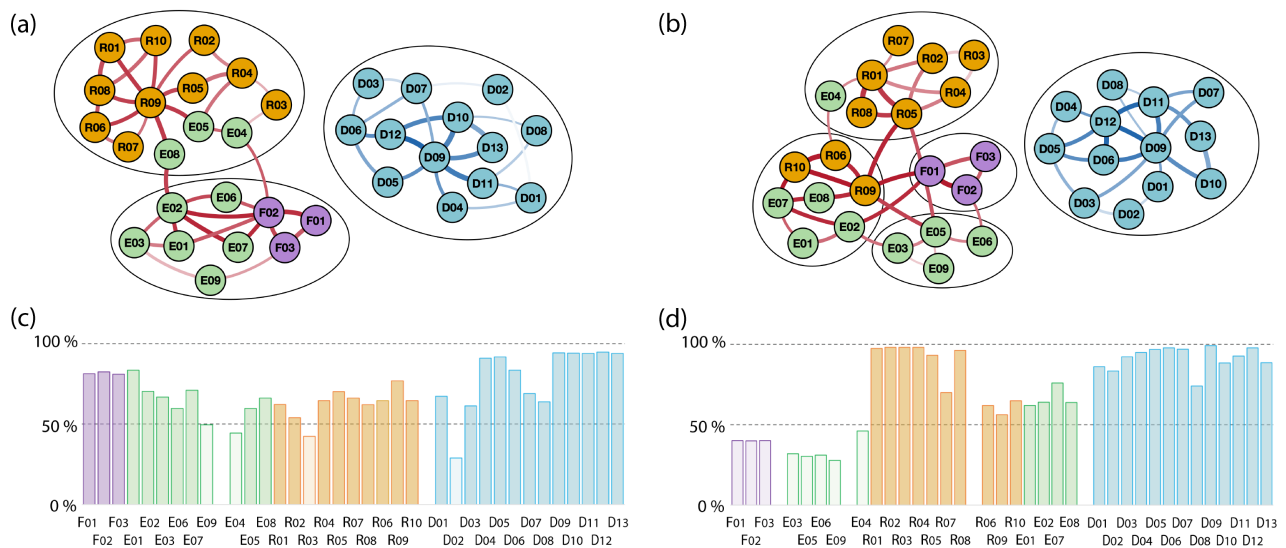 (a)
R01
R10
R02
R08
R09
R05
R04
R03
R06
R07
E05
E04
E08
E02
E06
F02
F01
E03
E01
E07
F03
E09
D03
D07
D02
D06
D12
D10
D08
D09
D13
D05
D11
D04
D01
(b)
R07
R01
R02
R03
E04
R08
R05
R04
R10
R06
R09
F01
F03
F02
E07
E08
E01
E02
E03
E05
E06
E09
D08
D11
D07
D04
D12
D13
D05
D06
D09
D01
D10
D03
D02
(c)
100 %
50 %
0 %
F01 F03 E02 E06 E09 E04 E08 R02 R04 R07 R06 R10 D01 D03 D05 D07 D09 D11 D13
F02 E01 E03 E07 E05 R01 R03 R05 R08 R09 D02 D04 D06 D08 D10 D12
(d)
100 %
50 %
0 %
F01 F03 E03 E06 E04 R02 R04 R07 R06 R10 E02 E08 D01 D03 D05 D07 D09 D11 D13
F02 E05 E09 R01 R03 R05 R08 R09 E01 E07 D02 D04 D06 D08 D10 D12